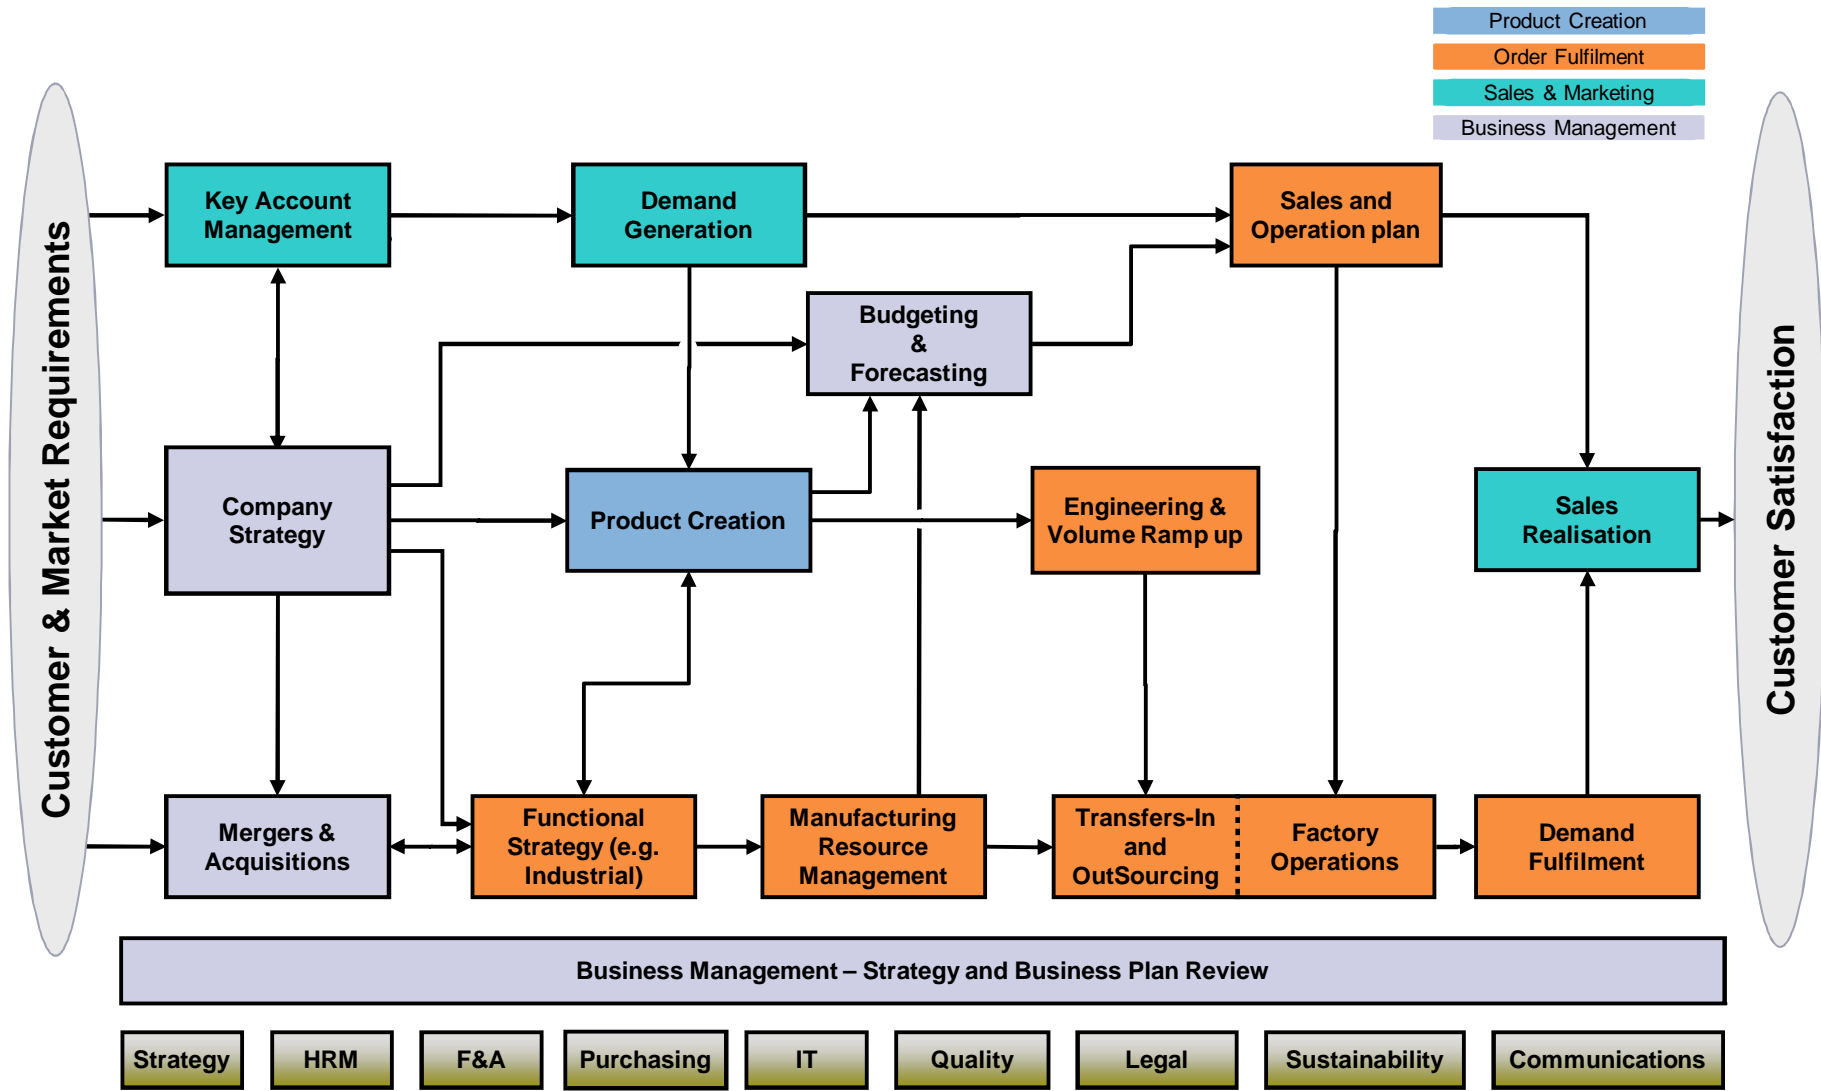 Product Creation
Order Fulfilment
Sales & Marketing
Business Management
Customer & Market Requirements
Key Account
Management
Demand
Generation
Sales and
Operation plan
Budgeting
&
Forecasting
Company
Strategy
Product Creation
Engineering &
Volume Ramp up
Sales
Realisation
Customer Satisfaction
Mergers &
Acquisitions
Functional
Strategy (e.g.
Industrial)
Manufacturing
Resource
Management
Transfers-In
and
OutSourcing
Factory
Operations
Demand
Fulfilment
Business Management – Strategy and Business Plan Review
Strategy
HRM
F&A
Purchasing
IT
Quality
Legal
Sustainability
Communications